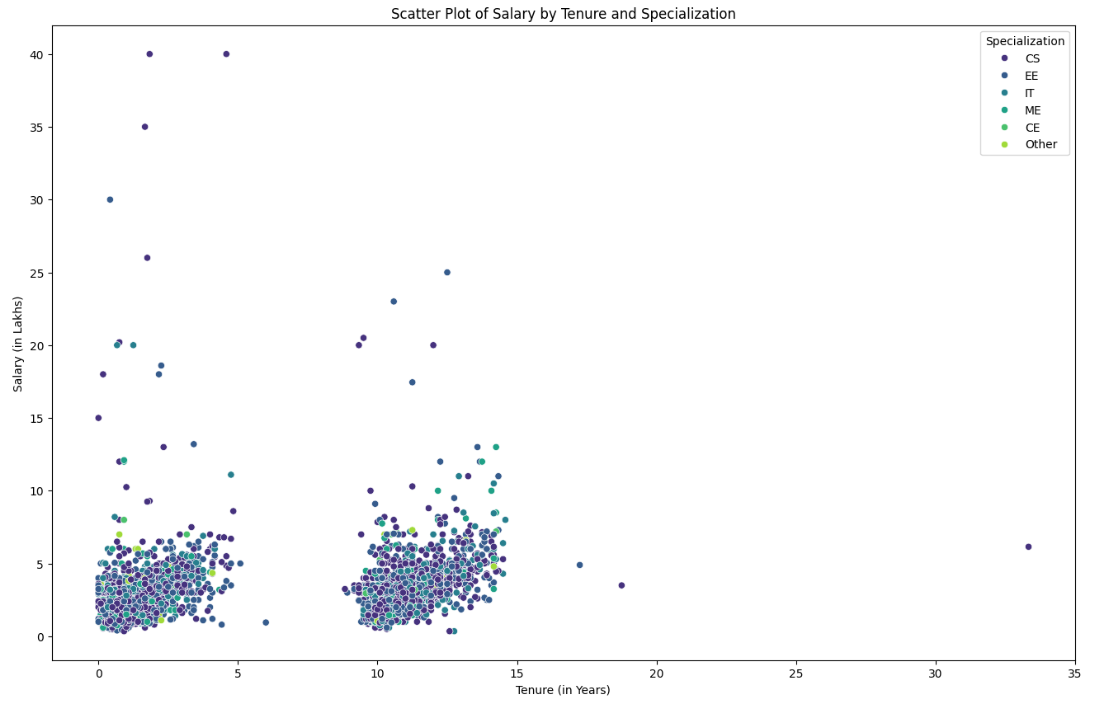 Scatter Plot of Salary by Tenure and Specialization
Specialization
CS
EE
IT
ME
CE
Other
Salary (in Lakhs)
40
35
30
25
20
15
10
5
0
0 5 10 15 20 25 30 35
Tenure (in Years)